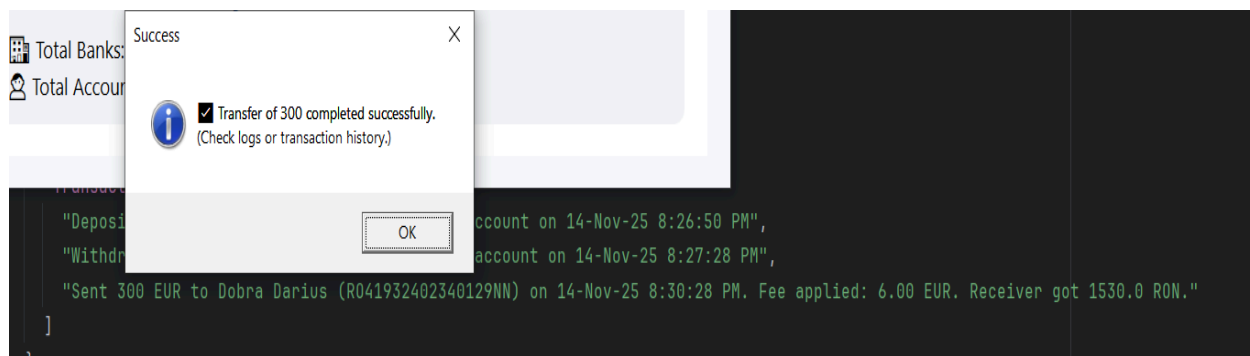 Success
Total Banks:
Total Accour
Transfer of 300 completed successfully.
(Check logs or transaction history.)
OK
"Deposi ccount on 14-Nov-25 8:26:50 PM",
"Withdr account on 14-Nov-25 8:27:28 PM",
"Sent 300 EUR to Dobra Darius (RO41932402340129NN) on 14-Nov-25 8:30:28 PM. Fee applied: 6.00 EUR. Receiver got 1530.0 RON."
]